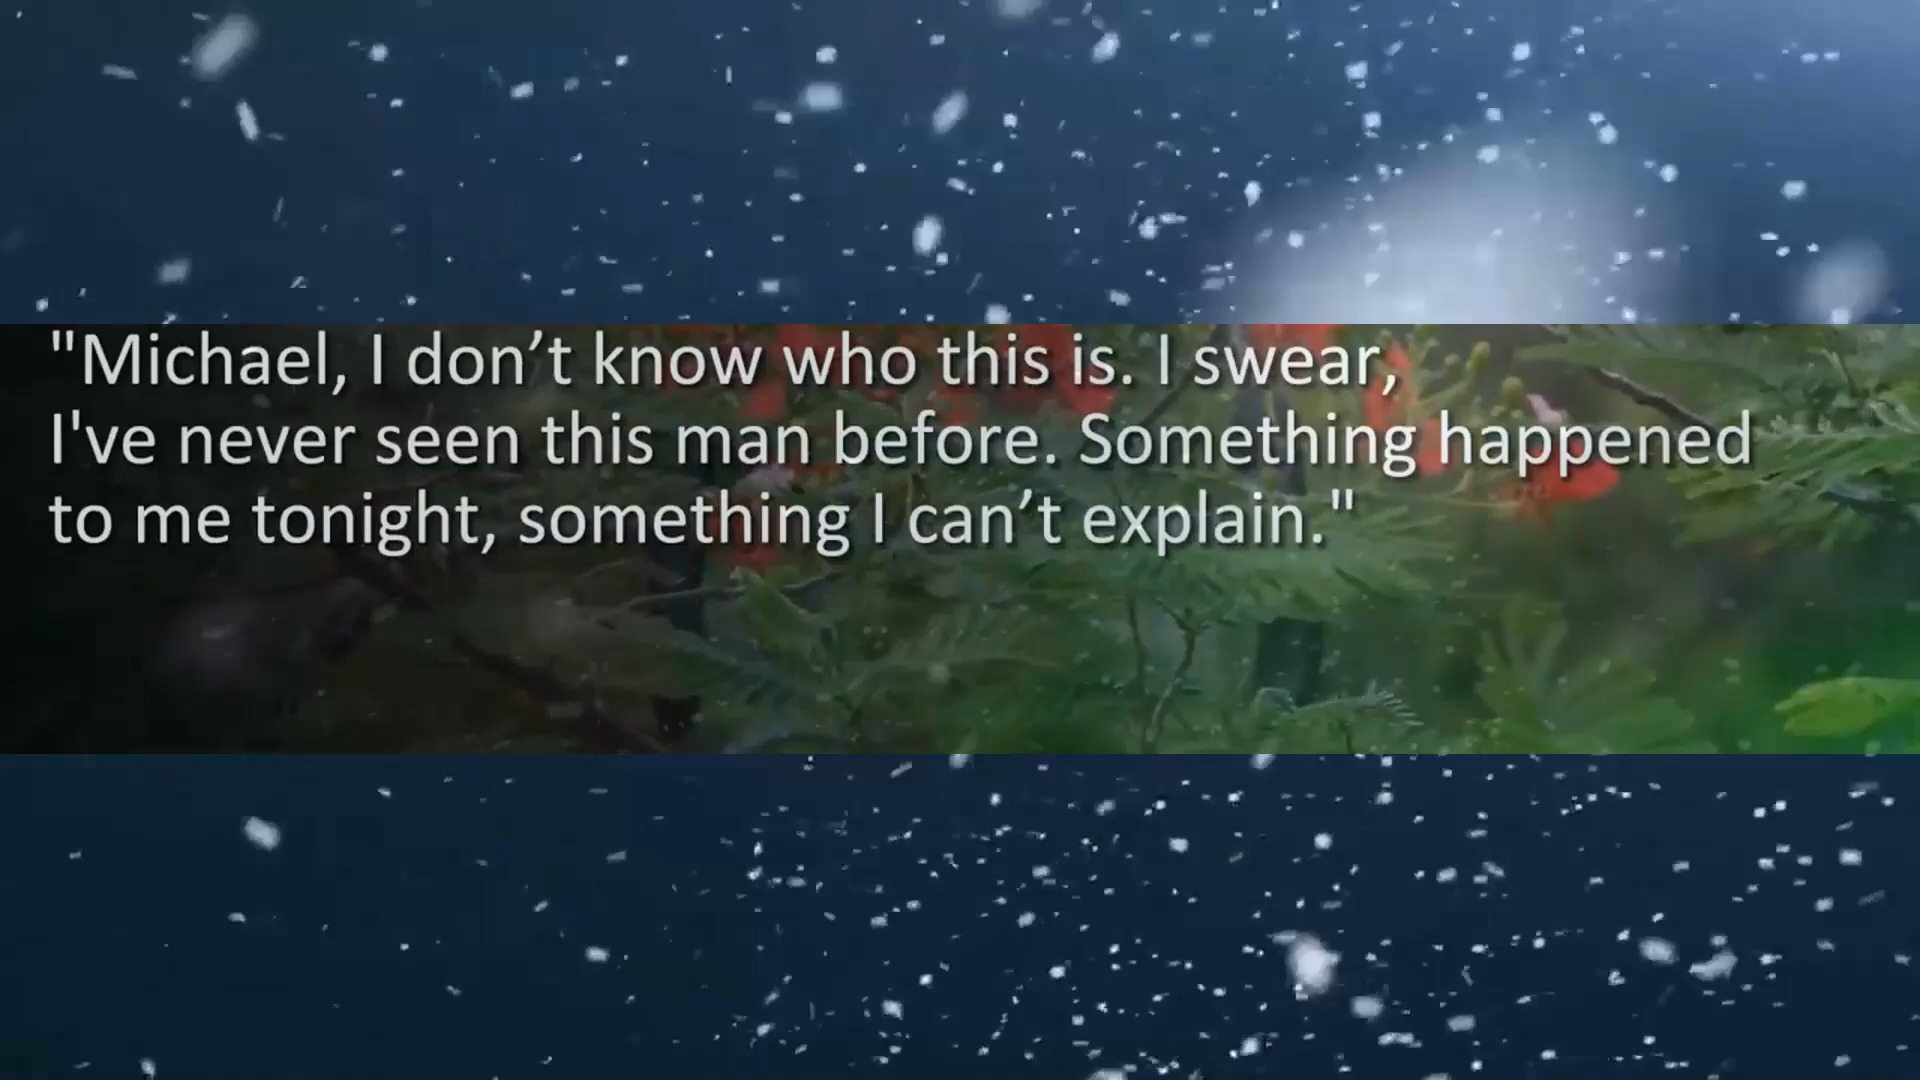 "Michael, I don’t know who this is. I swear,
I've never seen this man before. Something happened
to me tonight, something I can’t explain."